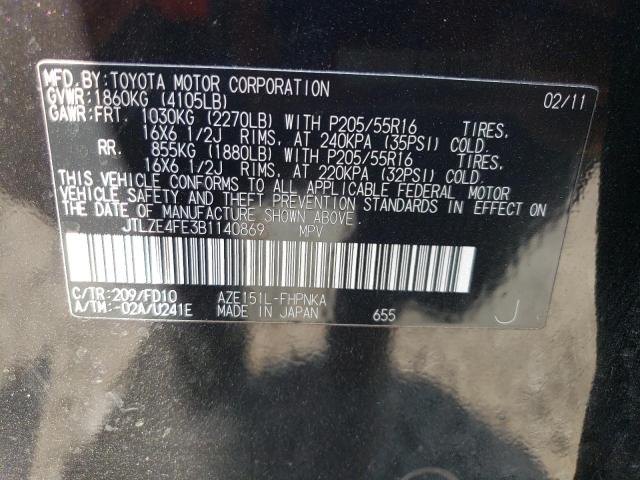 MFD. BY: TOYOTA MOTOR CORPORATION 02/11
GVWR: 1860KG (4105LB)
GAWR: FRT. 1030KG (2270LB) WITH P205/55R16 TIRES,
16X6 1/2J RIMS, AT 240KPA (35PSI) COLD.
RR. 855KG (1880LB) WITH P205/55R16 TIRES,
16X6 1/2J RIMS, AT 220KPA (32PSI) COLD.
THIS VEHICLE CONFORMS TO ALL APPLICABLE FEDERAL MOTOR
VEHICLE SAFETY AND BUMPER STANDARDS IN EFFECT ON
THE DATE OF MANUFACTURE SHOWN ABOVE.
JTLZE4FE3B1140869 MPV
C/TR: 209/FD10 AZE151L-FHPNKA
A/TM: -02A/U241E MADE IN JAPAN 655 J